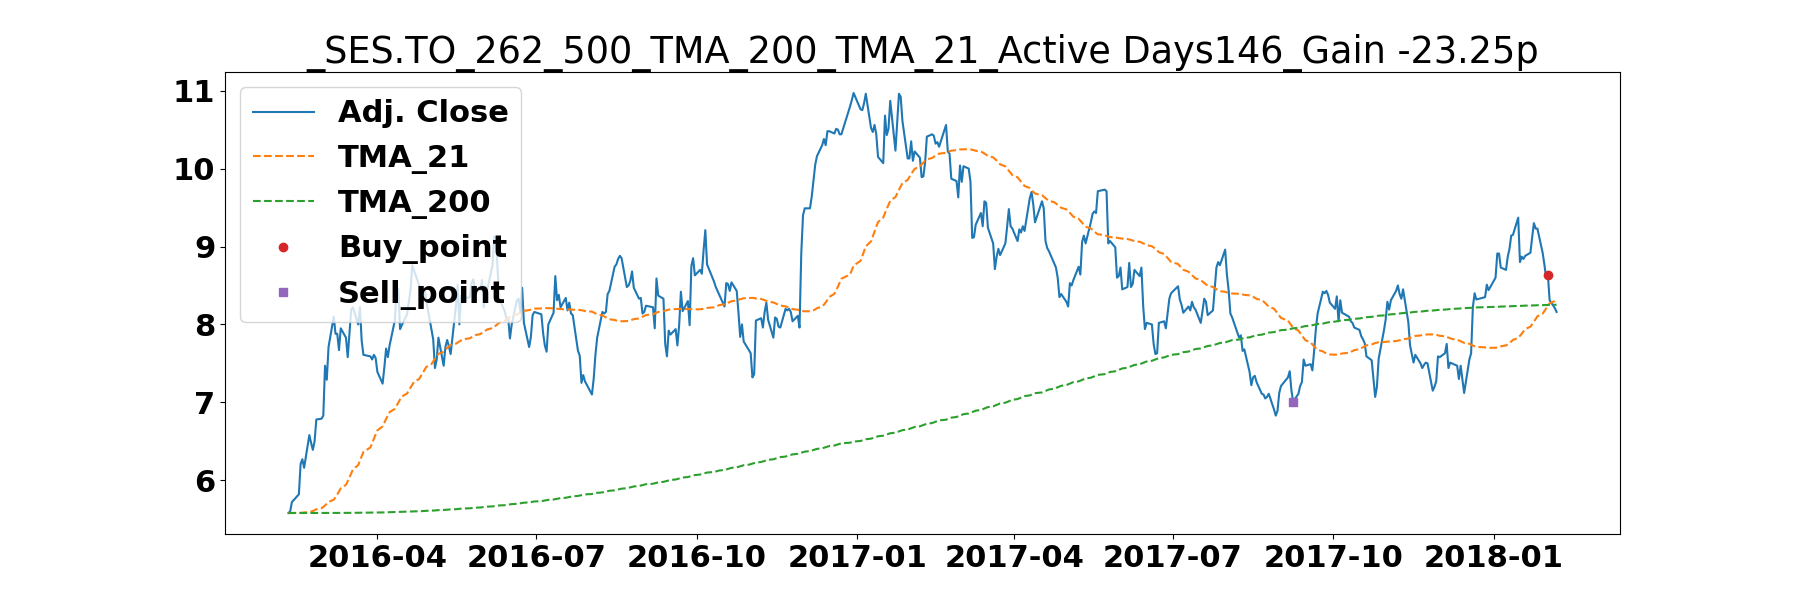 _SES.TO_262_500_TMA_200_TMA_21_Active Days146_Gain -23.25p
11
10
9
8
7
6
Adj. Close
TMA_21
TMA_200
Buy_point
Sell_point
2016-04 2016-07 2016-10 2017-01 2017-04 2017-07 2017-10 2018-01